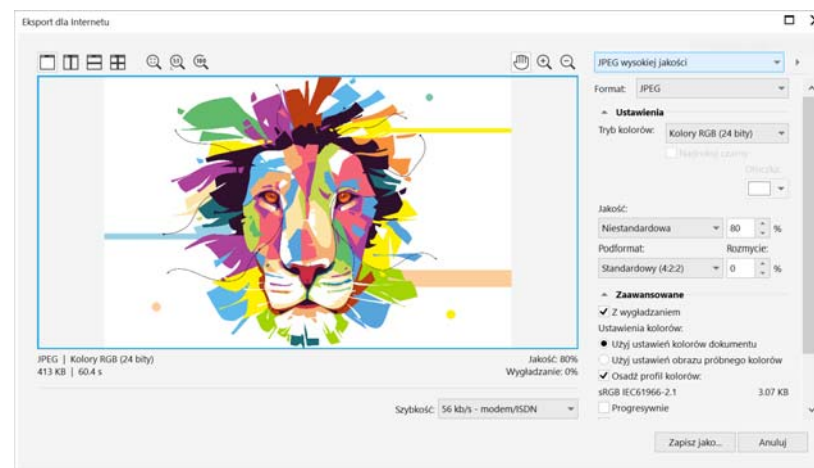 Eksport dla Internetu
JPEG wysokiej jakości
Format: JPEG
Ustawienia
Tryb kolorów: Kolory RGB (24 bity)
Nadrukuj czarny
Otoczka:
Jakość:
Niestandardowa 80 %
Podformat: Rozmycie:
Standardowy (4:2:2) 0 %
Zaawansowane
Z wygładzaniem
Ustawienia kolorów:
Użyj ustawień kolorów dokumentu
Użyj ustawień obrazu próbnego kolorów
Osadź profil kolorów:
sRGB IEC61966-2.1 3.07 KB
Progresywnie
JPEG | Kolory RGB (24 bity) Jakość: 80%
413 KB | 60.4 s Wygładzanie: 0%
Szybkość: 56 kb/s - modem/ISDN
Zapisz jako... Anuluj